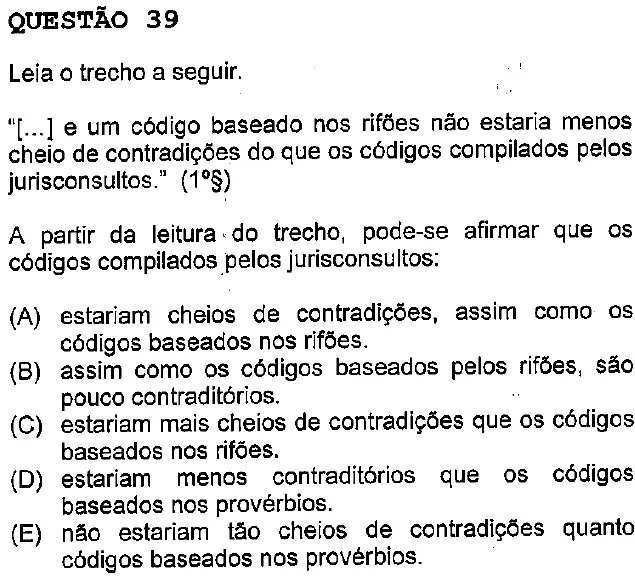 QUESTÃO 39
Leia o trecho a seguir.
"[...] e um código baseado nos rifões não estaria menos
cheio de contradições do que os códigos compilados pelos
jurisconsultos." (1º§)
A partir da leitura do trecho, pode-se afirmar que os
códigos compilados pelos jurisconsultos:
(A) estariam cheios de contradições, assim como os
códigos baseados nos rifões.
(B) assim como os códigos baseados pelos rifões, são
pouco contraditórios.
(C) estariam mais cheios de contradições que os códigos
baseados nos rifões.
(D) estariam menos contraditórios que os códigos
baseados nos provérbios.
(E) não estariam tão cheios de contradições quanto
códigos baseados nos provérbios.